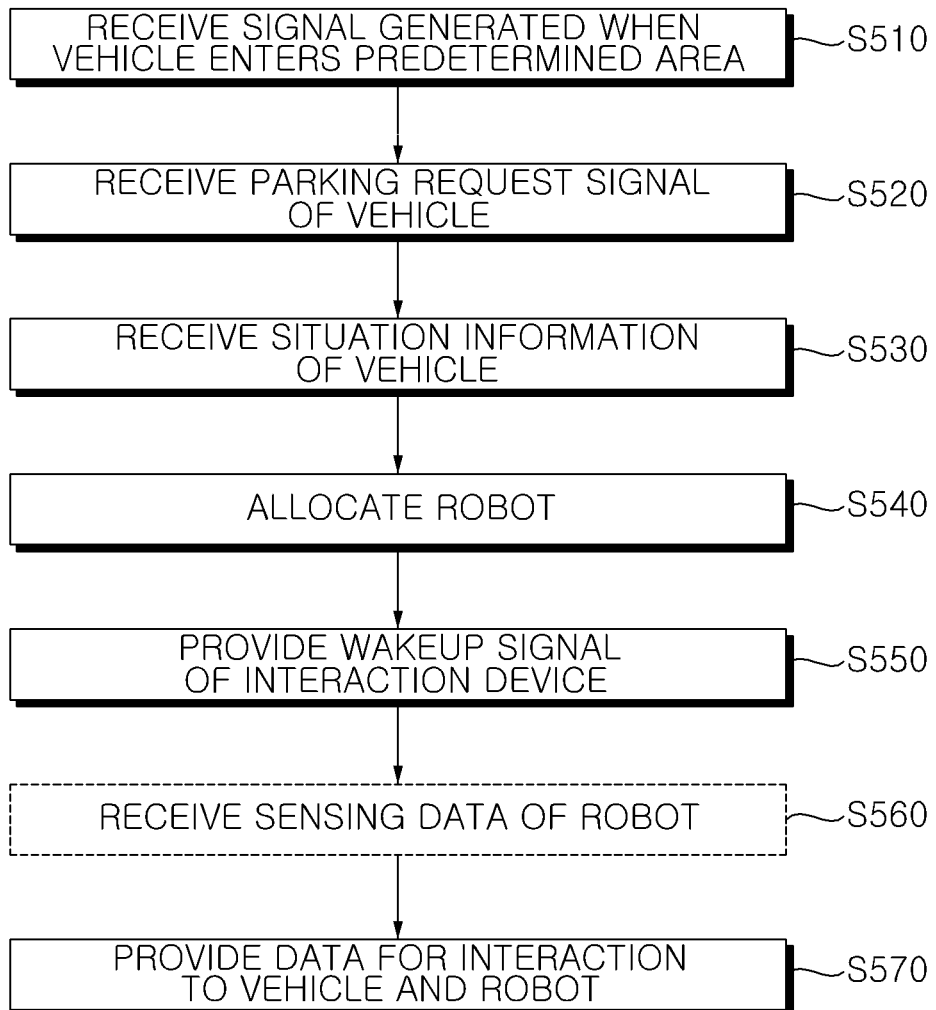 RECEIVE SIGNAL GENERATED WHEN
VEHICLE ENTERS PREDETERMINED AREA
S510
RECEIVE PARKING REQUEST SIGNAL
OF VEHICLE
S520
RECEIVE SITUATION INFORMATION
OF VEHICLE
S530
ALLOCATE ROBOT
S540
PROVIDE WAKEUP SIGNAL
OF INTERACTION DEVICE
S550
RECEIVE SENSING DATA OF ROBOT
S560
PROVIDE DATA FOR INTERACTION
TO VEHICLE AND ROBOT
S570